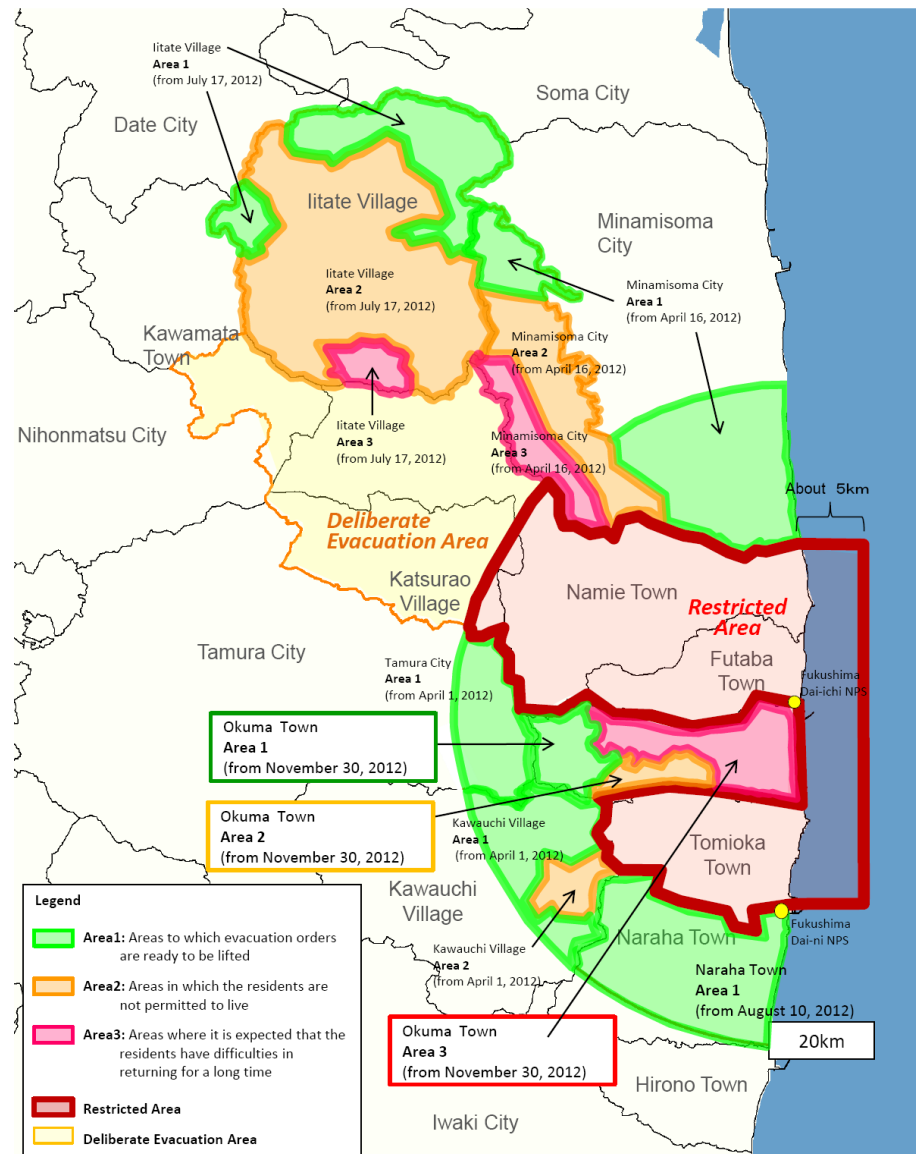 Iitate Village
Area 1
(from July 17, 2012)
Soma City
Date City
Iitate Village
Minamisoma
City
Iitate Village
Area 2
(from July 17, 2012)
Minamisoma City
Area 1
(from April 16, 2012)
Kawamata
Town
Minamisoma City
Area 2
(from April 16, 2012)
Nihonmatsu City
Iitate Village
Area 3
(from July 17, 2012)
Minamisoma City
Area 3
(from April 16, 2012)
About 5km
Deliberate
Evacuation Area
Katsurao
Village
Namie Town
Restricted
Area
Tamura City
Futaba
Town
Tamura City
Area 1
(from April 1, 2012)
Fukushima
Dai-ichi NPS
Okuma Town
Area 1
(from November 30, 2012)
Okuma Town
Area 2
(from November 30, 2012)
Kawauchi Village
Area 1
(from April 1, 2012)
Tomioka
Town
Kawauchi
Village
Kawauchi Village
Area 2
(from April 1, 2012)
Naraha Town
Fukushima
Dai-ni NPS
Naraha Town
Area 1
(from August 10, 2012)
Okuma Town
Area 3
(from November 30, 2012)
20km
Hirono Town
Iwaki City
Legend
Area1: Areas to which evacuation orders
are ready to be lifted
Area2: Areas in which the residents are
not permitted to live
Area3: Areas where it is expected that the
residents have difficulties in
returning for a long time
Restricted Area
Deliberate Evacuation Area